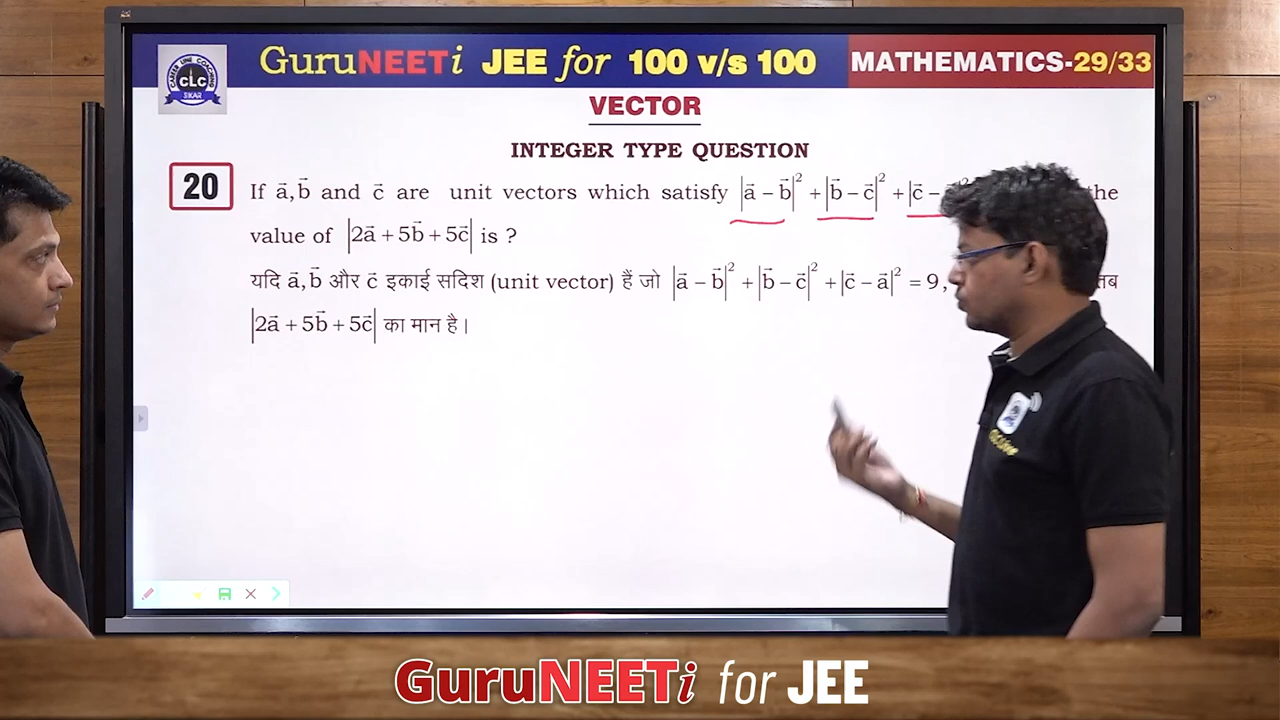 GuruNEETi JEE for 100 v/s 100 MATHEMATICS-29/33
CLC
SIKAR
VECTOR
INTEGER TYPE QUESTION
20 If a⃗, b⃗ and c⃗ are unit vectors which satisfy |a⃗ − b⃗|² + |b⃗ − c⃗|² + |c⃗ − the
value of |2a⃗ + 5b⃗ + 5c⃗| is ?
यदि a⃗, b⃗ और c⃗ इकाई सदिश (unit vector) हैं जो |a⃗ − b⃗|² + |b⃗ − c⃗|² + |c⃗ − a⃗|² = 9, तब
|2a⃗ + 5b⃗ + 5c⃗| का मान है।
GuruNEETi for JEE